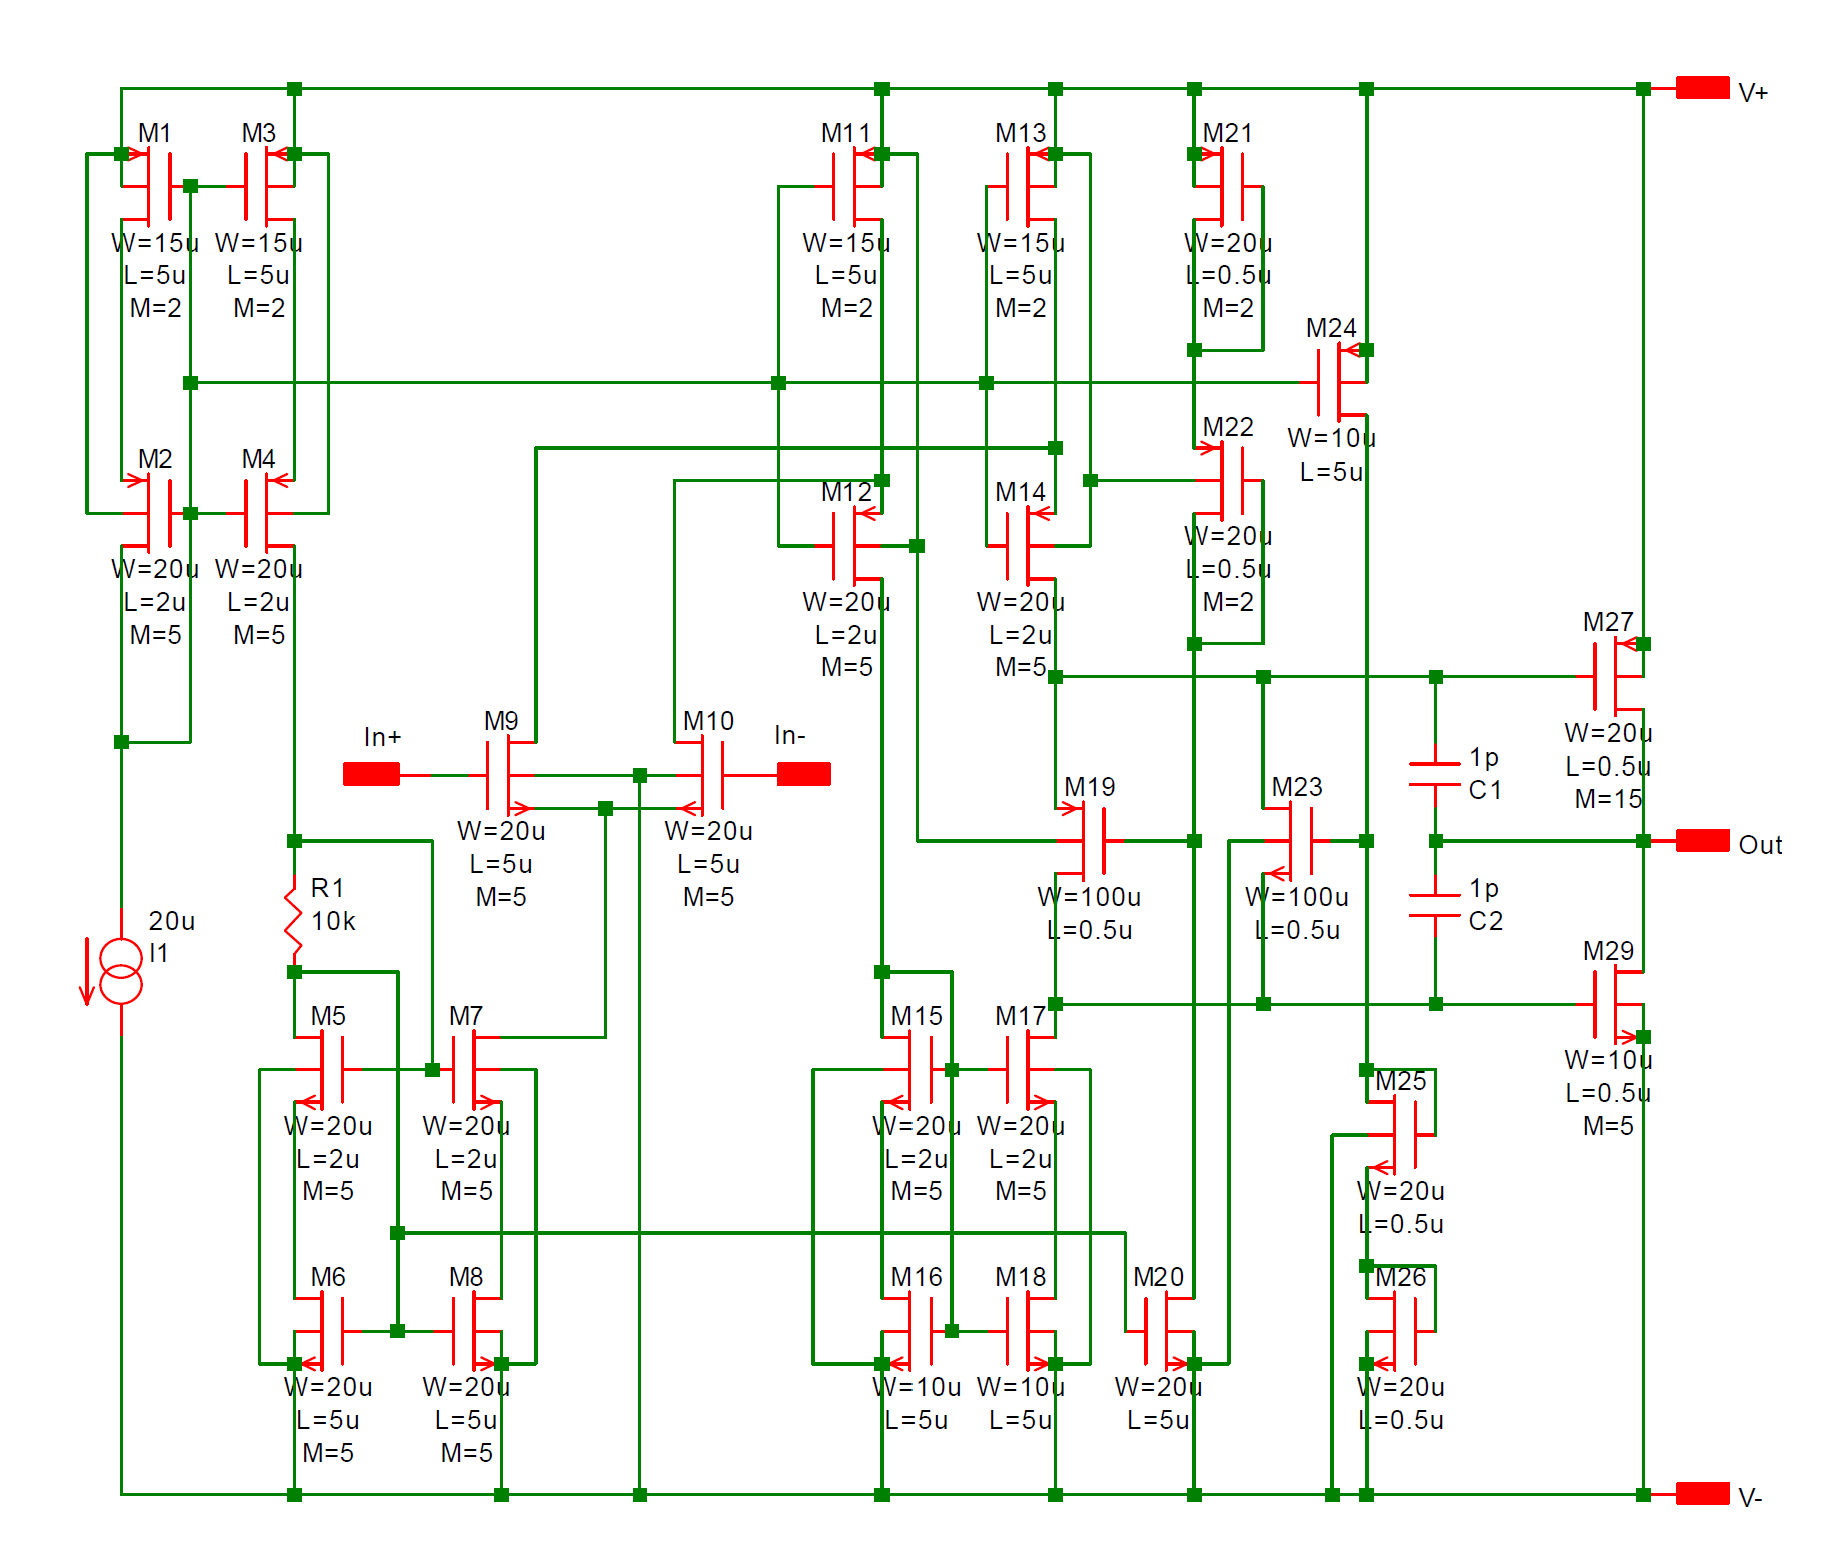 V+
M1
M3
M11
M13
M21
W=15u
L=5u
M=2
W=15u
L=5u
M=2
W=15u
L=5u
M=2
W=15u
L=5u
M=2
W=20u
L=0.5u
M=2
M24
W=10u
L=5u
M2
M4
M12
M14
M22
W=20u
L=2u
M=5
W=20u
L=2u
M=5
W=20u
L=2u
M=5
W=20u
L=2u
M=5
W=20u
L=0.5u
M=2
M27
W=20u
L=0.5u
M=15
In+
M9
M10
In-
W=20u
L=5u
M=5
W=20u
L=5u
M=5
M19
M23
W=100u
L=0.5u
W=100u
L=0.5u
1p
C1
Out
1p
C2
R1
10k
20u
I1
M29
W=10u
L=0.5u
M=5
M5
M7
M15
M17
W=20u
L=2u
M=5
W=20u
L=2u
M=5
W=20u
L=2u
M=5
W=20u
L=2u
M=5
M25
W=20u
L=0.5u
M6
M8
M16
M18
M20
M26
W=20u
L=5u
M=5
W=20u
L=5u
M=5
W=10u
L=5u
W=10u
L=5u
W=20u
L=5u
W=20u
L=0.5u
V-